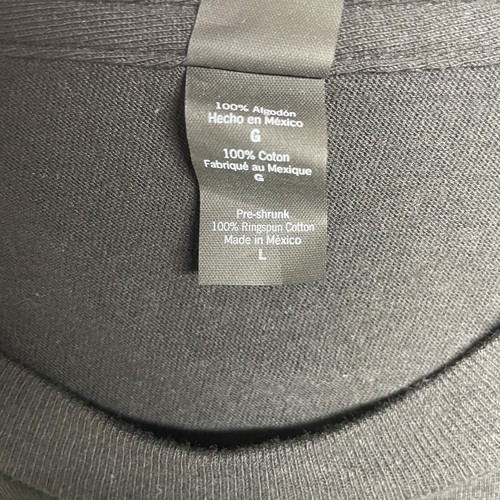 100% Algodón
Hecho en México
G
100% Coton
Fabriqué au Mexique
G
Pre-shrunk
100% Ringspun Cotton
Made in México
L